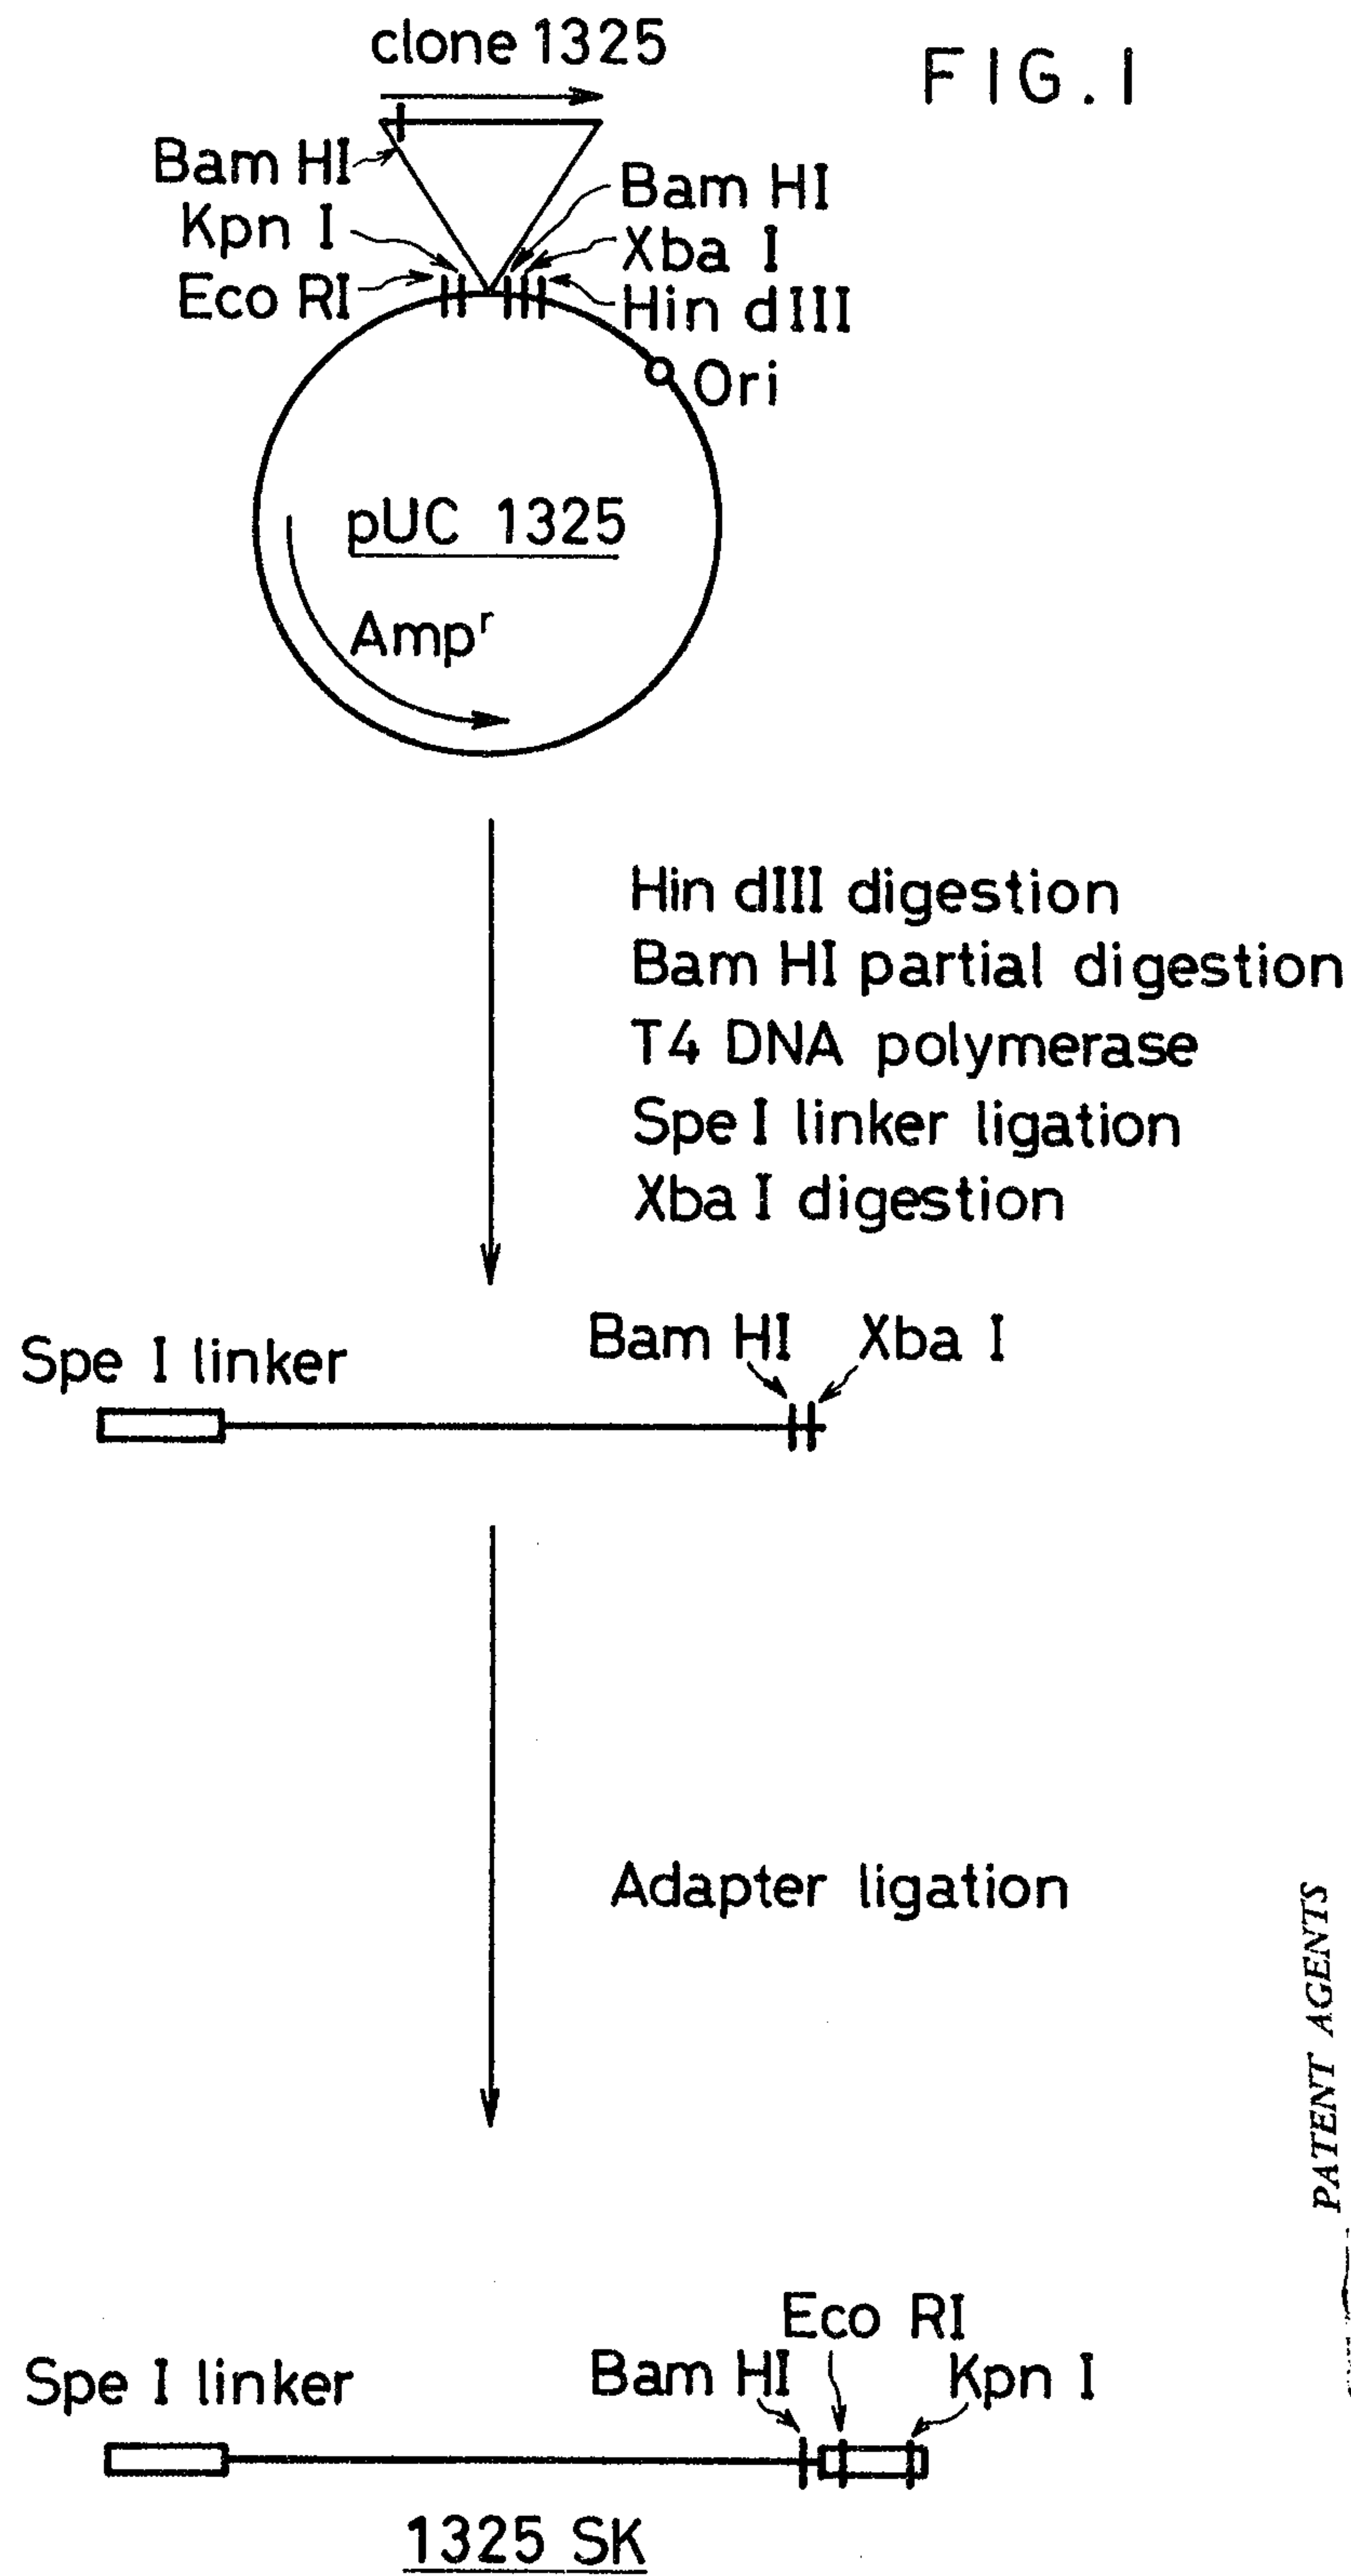 clone 1325
FIG. 1
Bam HI
Kpn I
Eco RI
Bam HI
Xba I
Hin dIII
Ori
pUC 1325
Ampʳ
Hin dIII digestion
Bam HI partial digestion
T4 DNA polymerase
Spe I linker ligation
Xba I digestion
Spe I linker
Bam HI
Xba I
Adapter ligation
Spe I linker
Bam HI
Eco RI
Kpn I
1325 SK
PATENT AGENTS